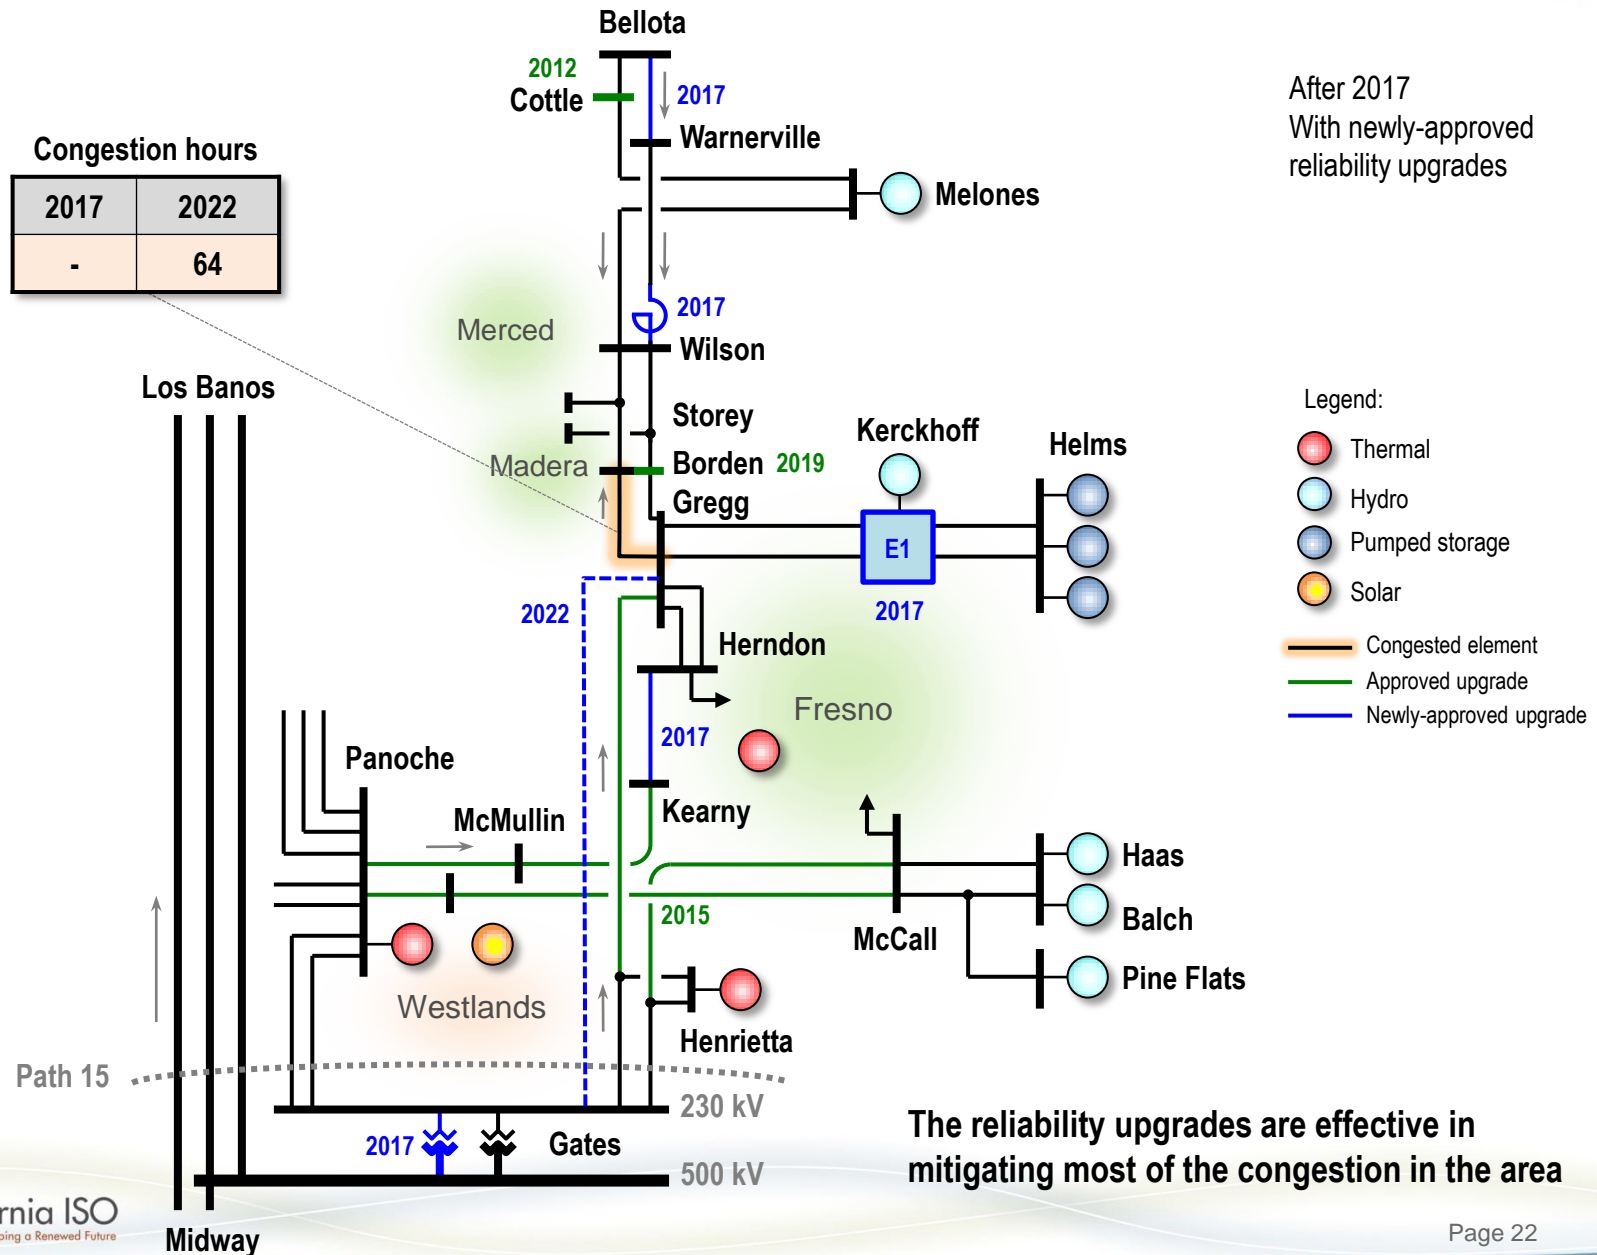 Bellota
2012
Cottle
2017
Warnerville
After 2017
With newly-approved
reliability upgrades
Congestion hours
2017 2022
- 64
Melones
Merced
2017
Wilson
Los Banos
Storey
Kerckhoff
Helms
Legend:
Thermal
Hydro
Pumped storage
Solar
Congested element
Approved upgrade
Newly-approved upgrade
Madera
Borden 2019
Gregg
E1
2017
2022
Herndon
Fresno
2017
Panoche
McMullin
Kearny
Haas
Balch
2015
McCall
Pine Flats
Westlands
Henrietta
Path 15
230 kV
2017
Gates
500 kV
The reliability upgrades are effective in
mitigating most of the congestion in the area
rnia ISO
ping a Renewed Future
Midway
Page 22